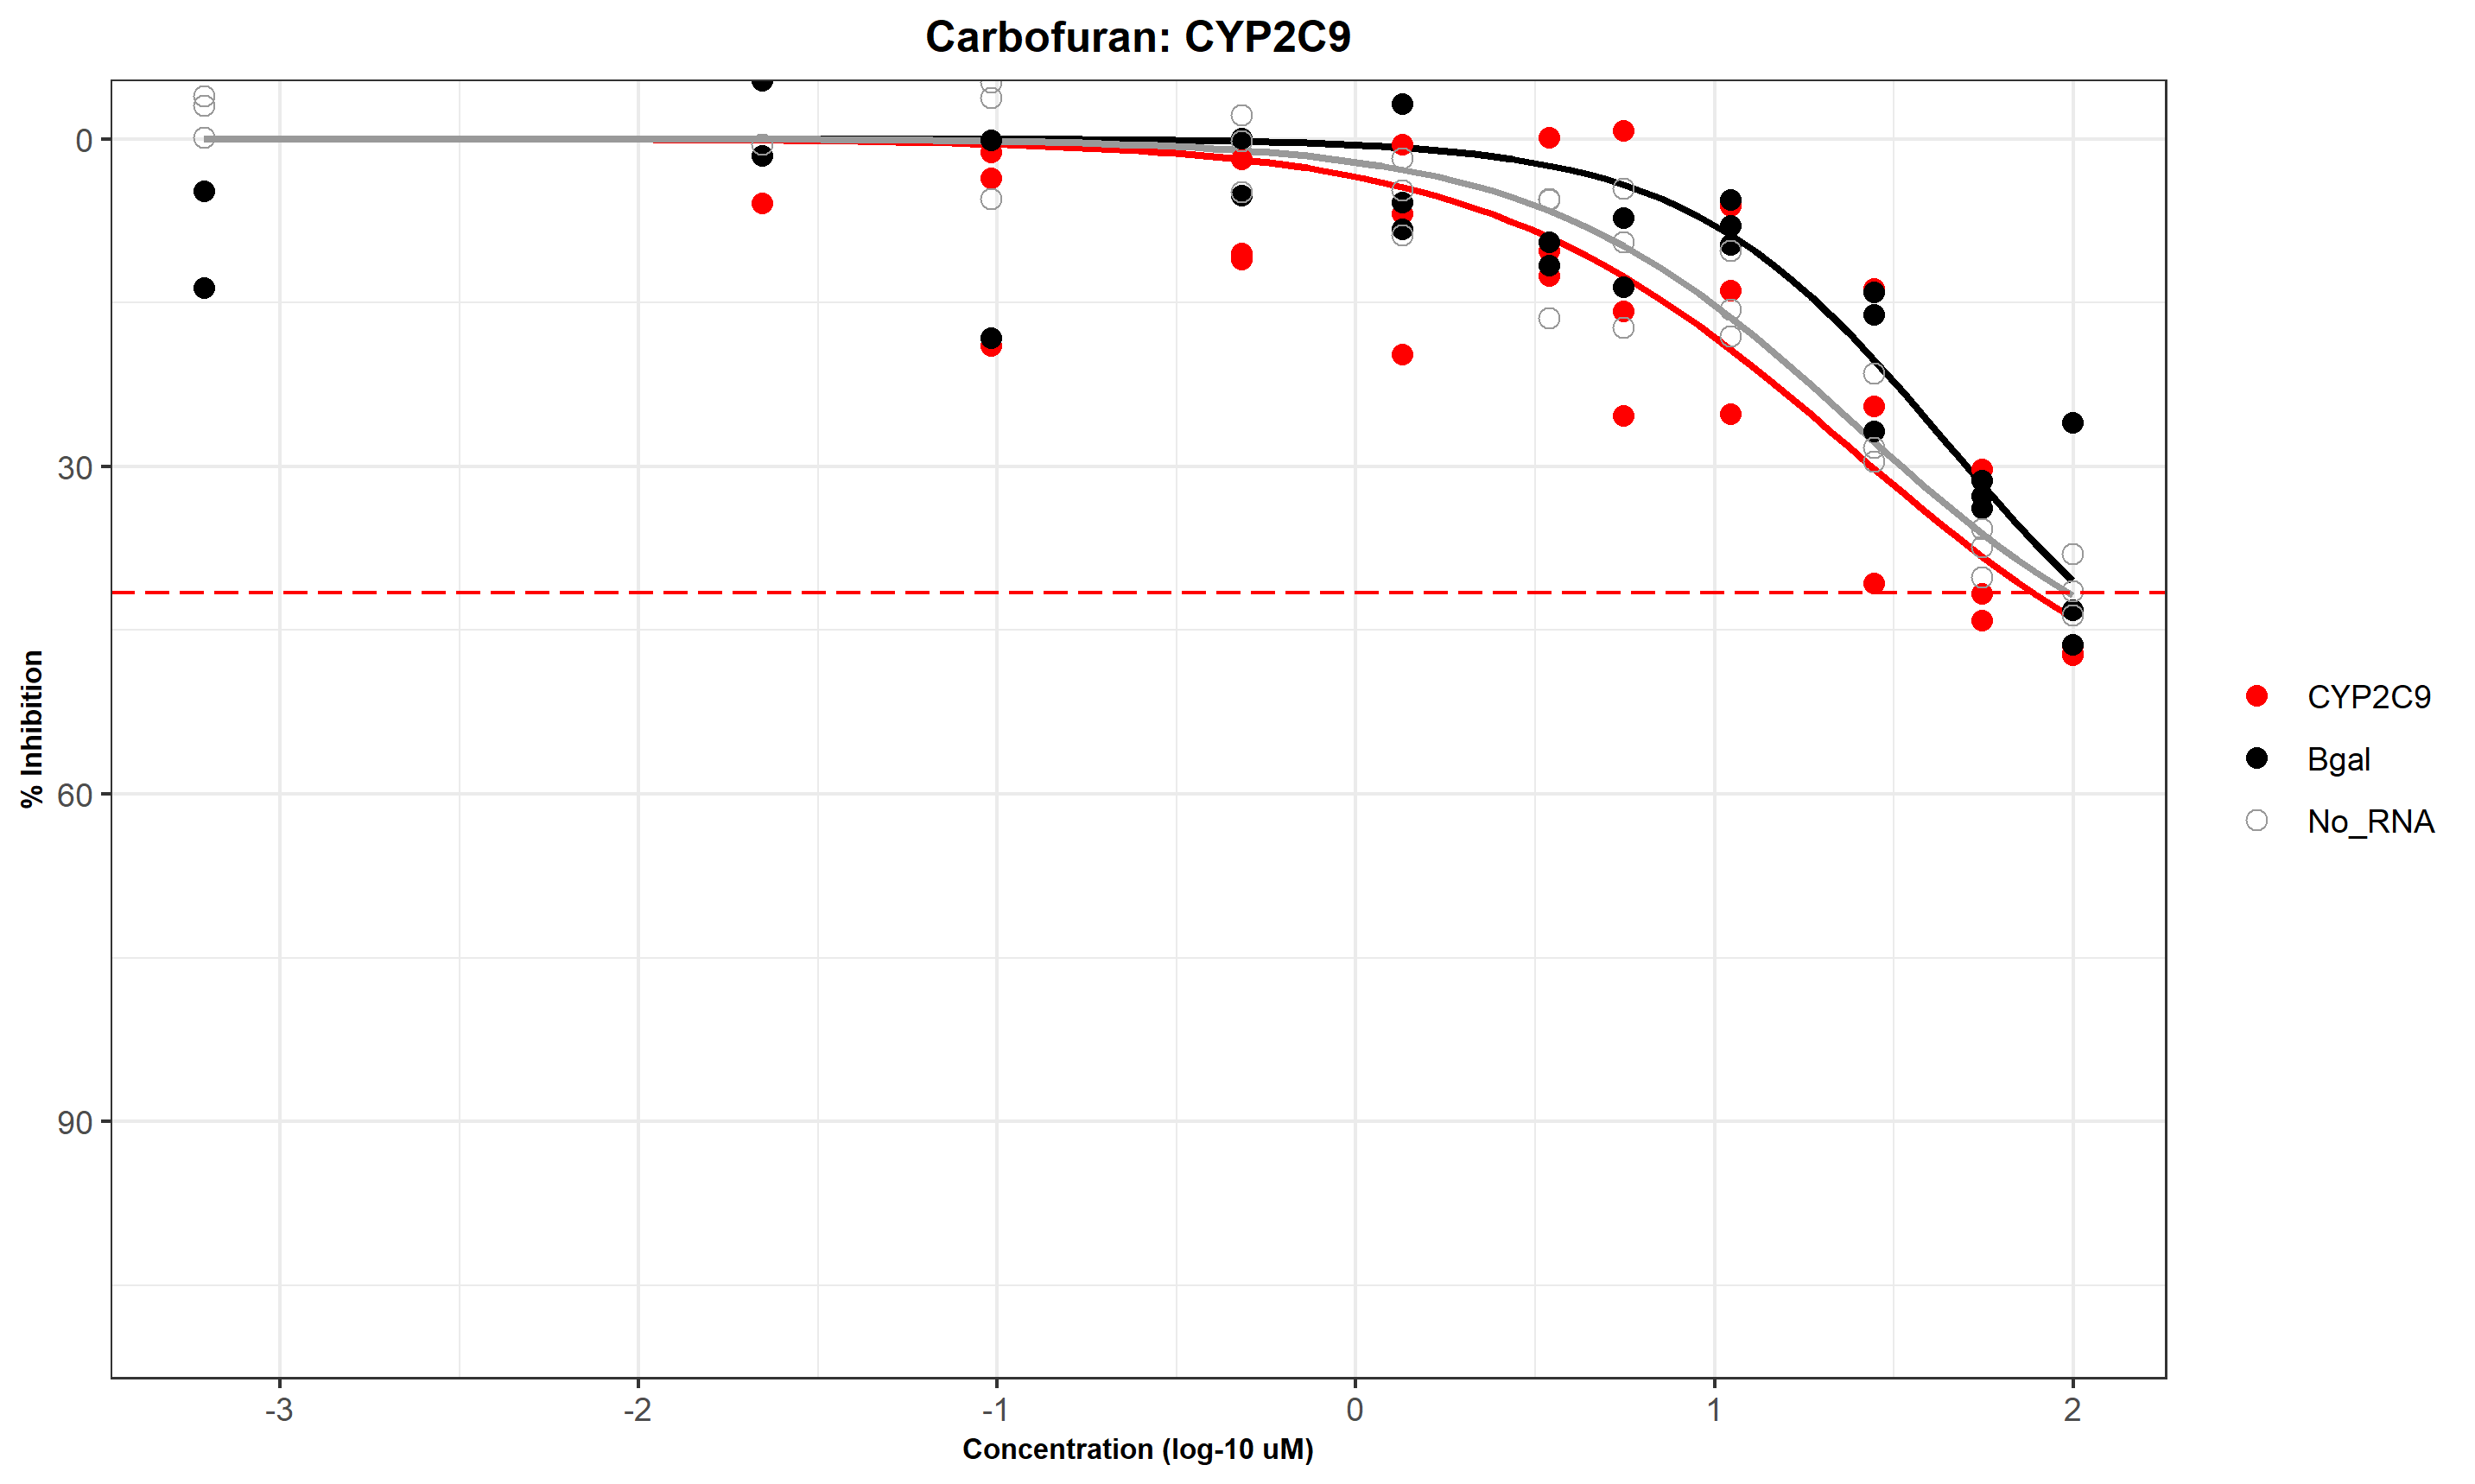 Carbofuran: CYP2C9
0
30
60
90
% Inhibition
-3
-2
-1
0
1
2
Concentration (log-10 uM)
CYP2C9
Bgal
No_RNA